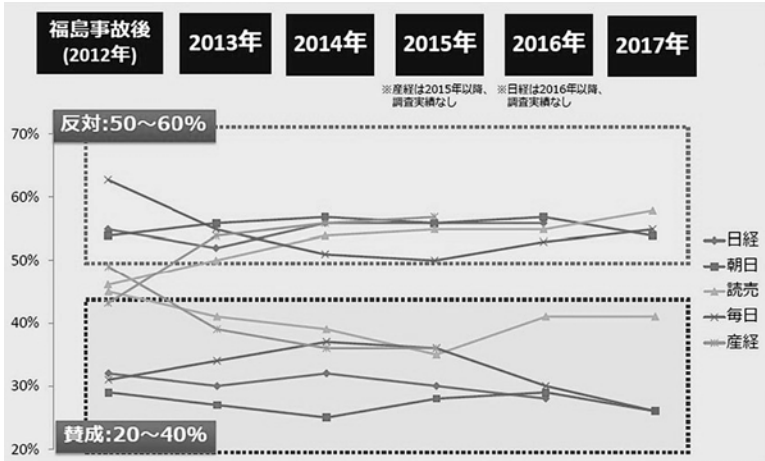 福島事故後
(2012年)
2013年
2014年
2015年
2016年
2017年
※産経は2015年以降、
調査実績なし
※日経は2016年以降、
調査実績なし
反対:50～60%
70%
60%
50%
40%
30%
20%
日経
朝日
読売
毎日
産経
賛成:20～40%